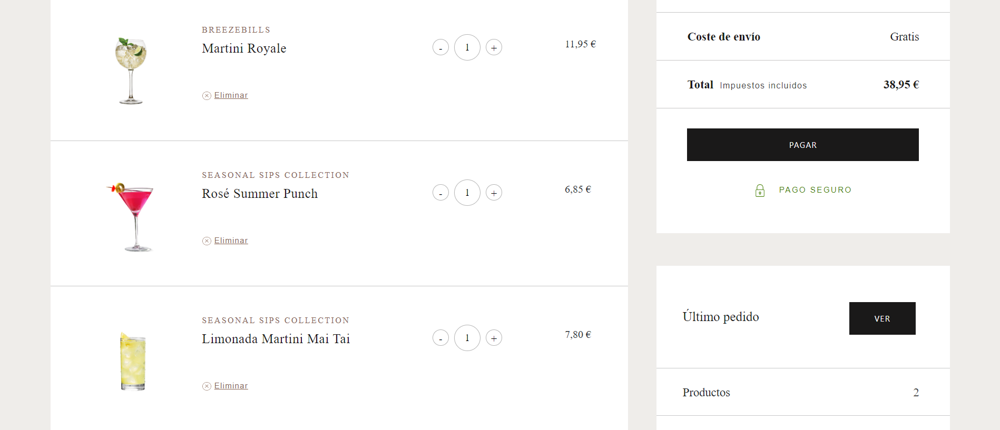 BREEZEBILLS
Martini Royale
- 1 +
11,95 €
Eliminar
SEASONAL SIPS COLLECTION
Rosé Summer Punch
- 1 +
6,85 €
Eliminar
SEASONAL SIPS COLLECTION
Limonada Martini Mai Tai
- 1 +
7,80 €
Eliminar
Coste de envío Gratis
Total Impuestos incluidos 38,95 €
PAGAR
PAGO SEGURO
Último pedido VER
Productos 2